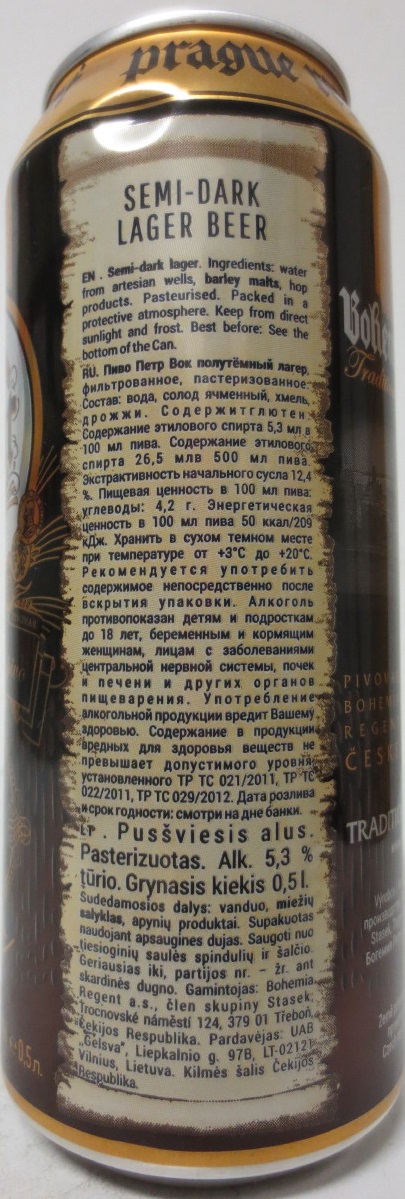 prague
SEMI-DARK
LAGER BEER
EN . Semi-dark lager. Ingredients: water
from artesian wells, barley malts, hop
products. Pasteurised. Packed in a
protective atmosphere. Keep from direct
sunlight and frost. Best before: See the
bottom of the Can.
RU. Пиво Петр Вок полутёмный лагер,
фильтрованное, пастеризованное.
Состав: вода, солод ячменный, хмель,
дрожжи. Содержитглютен.
Содержание этилового спирта 5,3 мл в
100 мл пива. Содержание этилового
спирта 26,5 млв 500 мл пива.
Экстрактивность начального сусла 12,4
%. Пищевая ценность в 100 мл пива:
углеводы: 4,2 г. Энергетическая
ценность в 100 мл пива 50 ккал/209
кДж. Хранить в сухом темном месте
при температуре от +3°C до +20°C.
Рекомендуется употребить
содержимое непосредственно после
вскрытия упаковки. Алкоголь
противопоказан детям и подросткам
до 18 лет, беременным и кормящим
женщинам, лицам с заболеваниями
центральной нервной системы, почек
и печени и других органов
пищеварения. Употребление
алкогольной продукции вредит Вашему
здоровью. Содержание в продукции
вредных для здоровья веществ не
превышает допустимого уровня,
установленного ТР ТС 021/2011, ТР ТС
022/2011, ТР ТС 029/2012. Дата розлива
и срок годности: смотри на дне банки.
LT . Pusšviesis alus.
Pasterizuotas. Alk. 5,3 %
tūrio. Grynasis kiekis 0,5 l.
Sudedamosios dalys: vanduo, miežių
salyklas, apynių produktai. Supakuotas
naudojant apsaugines dujas. Saugoti nuo
tiesioginių saulės spindulių ir šalčio.
Geriausias iki, partijos nr. – žr. ant
skardinės dugno. Gamintojas: Bohemia
Regent a.s., člen skupiny Stasek,
Trocnovské náměstí 124, 379 01 Třeboň,
Čekijos Respublika. Pardavėjas: UAB
„Gelsva", Liepkalnio g. 97B, LT-02121
Vilnius, Lietuva. Kilmės šalis Čekijos
Respublika.
PIVOVA
BOHEM
REGE
ČESK
TRADIT
0,5л.